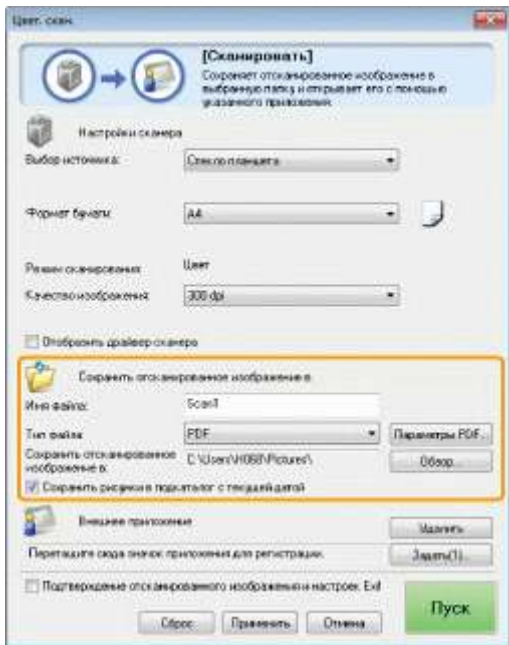 Цвет. скан.
[Сканировать]
Сохраняет отсканированное изображение в
выбранную папку и открывает его с помощью
указанного приложения.
Настройки сканера
Выбор источника:
Стекло планшета
Формат бумаги:
A4
Режим сканирования:
Цвет
Качество изображения:
300 dpi
Отобразить драйвер сканера
Сохранить отсканированное изображение в
Имя файла:
Тип файла:
PDF
Параметры PDF...
Сохранить отсканированное
изображение в:
Обзор...
Сохранить рисунки в подкаталог с текущей датой
Внешнее приложение
Удалить
Перетащите сюда значок приложения для регистрации.
Задать(1)...
Подтверждение отсканированного изображения и настроек Exif
Сброс
Применить
Отмена
Пуск